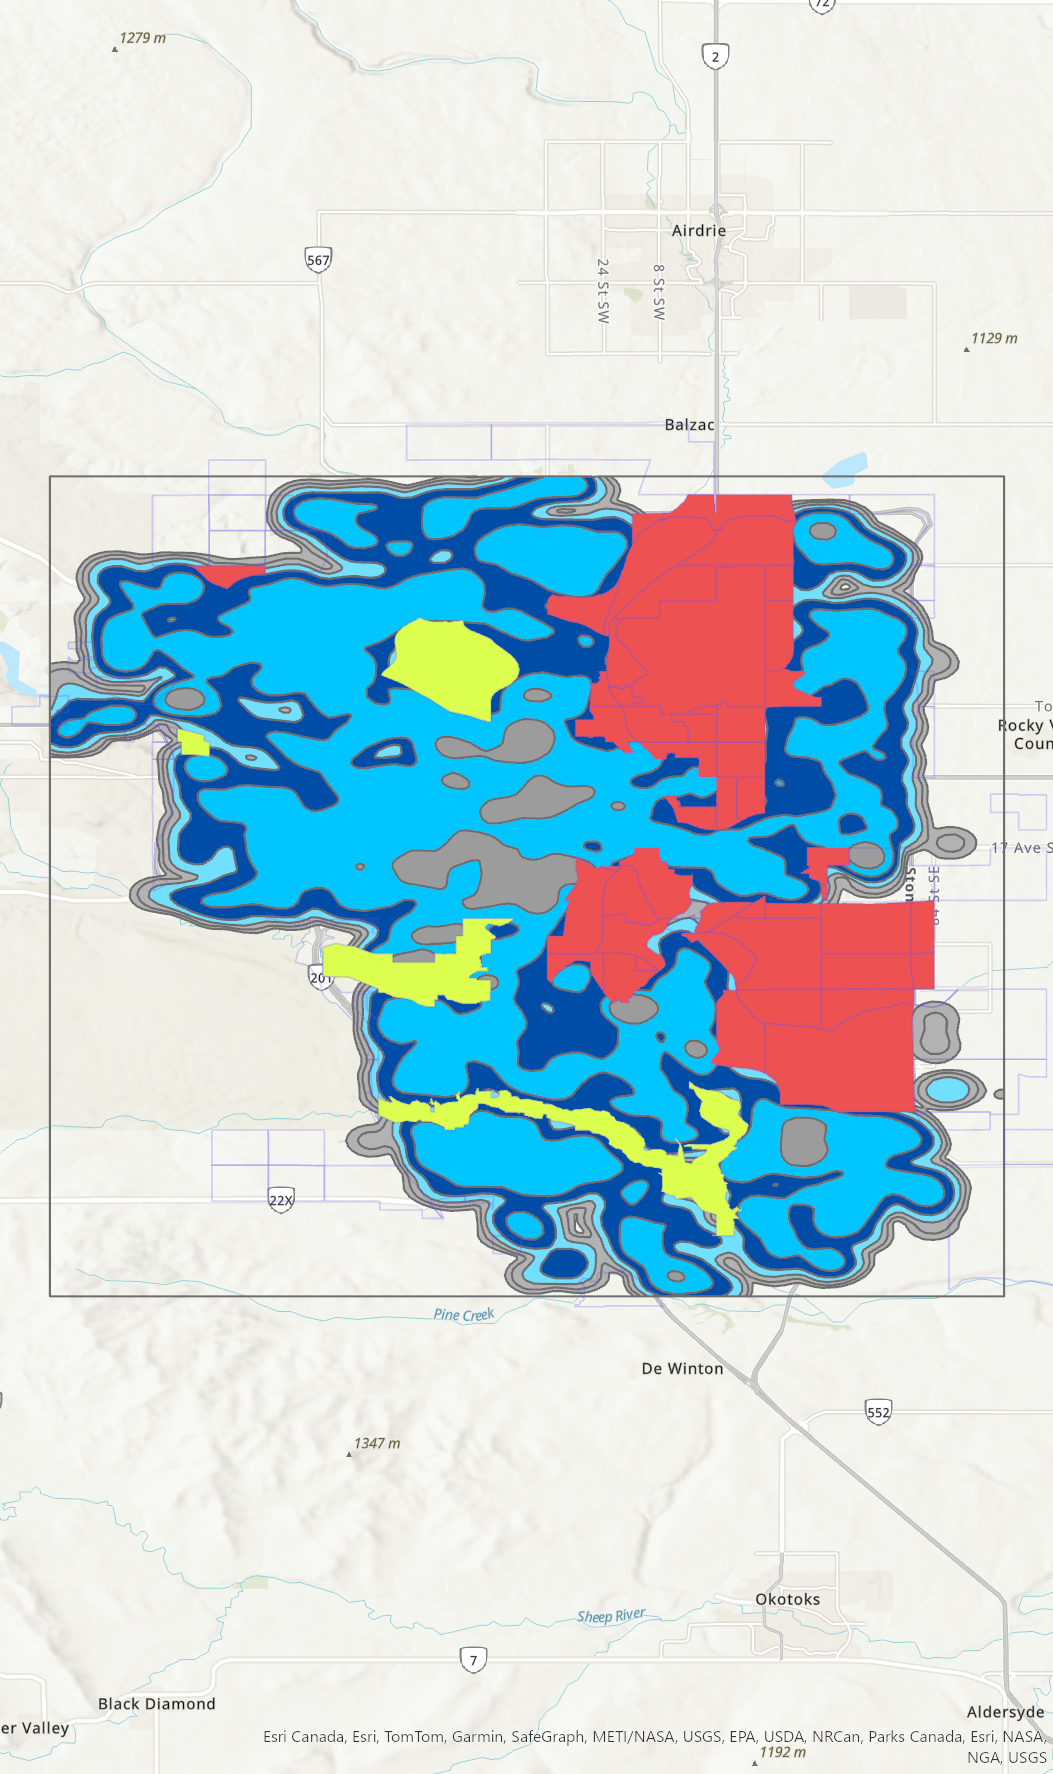 72
1279 m
2
Airdrie
567
24 St SW
8 St SW
1129 m
Balzac
Rocky V
Coun
17 Ave S
Ston
St SE
201
22X
Pine Creek
De Winton
552
1347 m
Okotoks
Sheep River
7
Black Diamond
Aldersyde
er Valley
Esri Canada, Esri, TomTom, Garmin, SafeGraph, METI/NASA, USGS, EPA, USDA, NRCan, Parks Canada, Esri, NASA,
NGA, USGS
1192 m